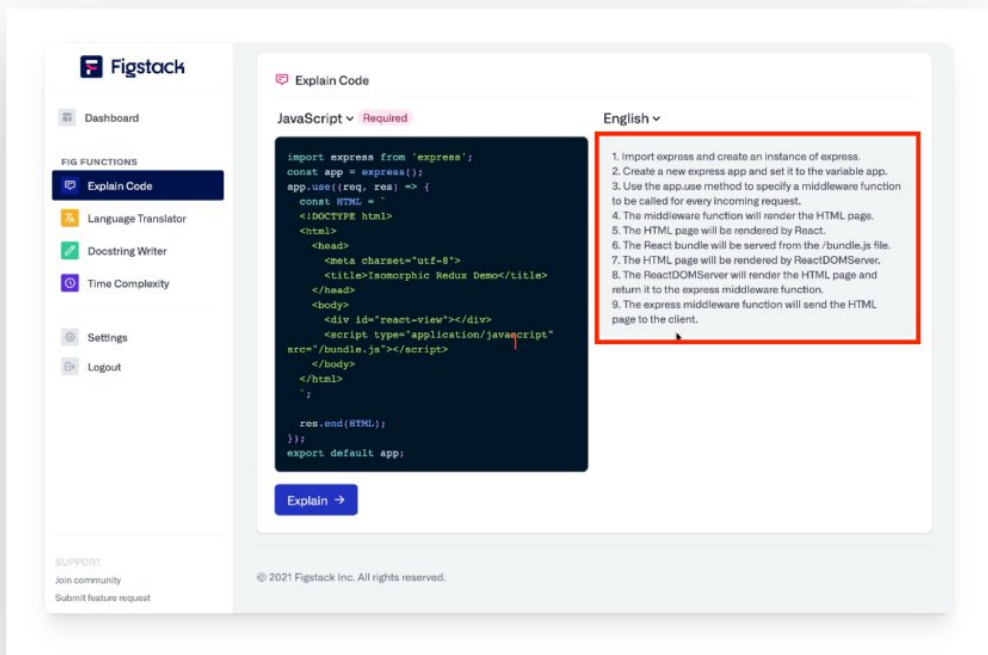 Figstack
Dashboard
FIG FUNCTIONS
Explain Code
Language Translator
Docstring Writer
Time Complexity
Settings
Logout
SUPPORT
Join community
Submit feature request
Explain Code
JavaScript Required
import express from 'express';
const app = express();
app.use((req, res) => {
const HTML = `
<!DOCTYPE html>
<html>
<head>
<meta charset="utf-8">
<title>Isomorphic Redux Demo</title>
</head>
<body>
<div id="react-view"></div>
<script type="application/javascript"
src="/bundle.js"></script>
</body>
</html>
`;
res.end(HTML);
});
export default app;
Explain →
English
1. Import express and create an instance of express.
2. Create a new express app and set it to the variable app.
3. Use the app.use method to specify a middleware function
to be called for every incoming request.
4. The middleware function will render the HTML page.
5. The HTML page will be rendered by React.
6. The React bundle will be served from the /bundle.js file.
7. The HTML page will be rendered by ReactDOMServer.
8. The ReactDOMServer will render the HTML page and
return it to the express middleware function.
9. The express middleware function will send the HTML
page to the client.
© 2021 Figstack Inc. All rights reserved.